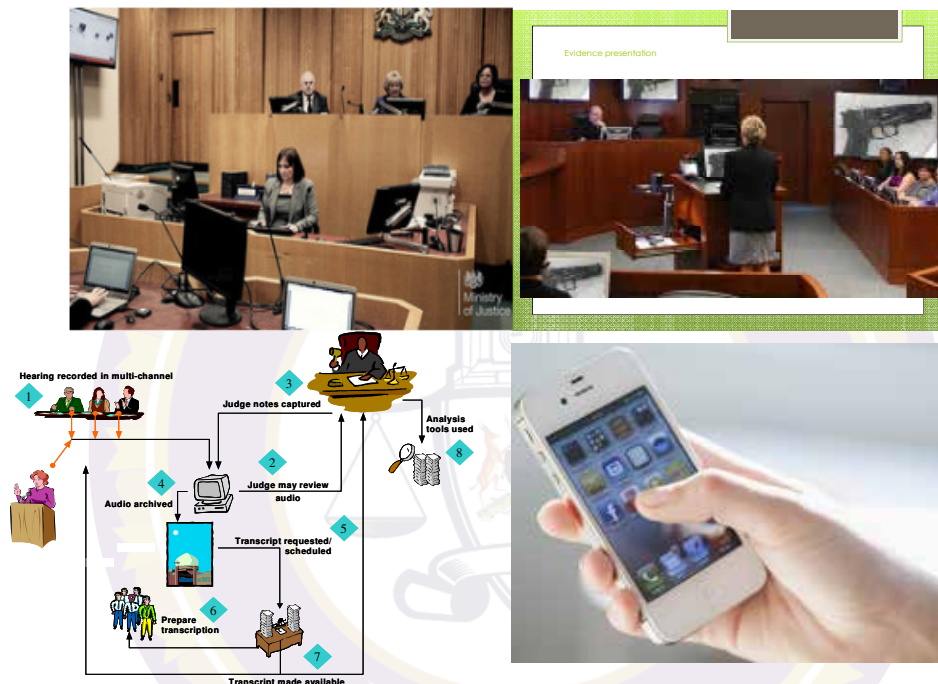 Ministry
of Justice
Evidence presentation
Hearing recorded in multi-channel
1
3
Judge notes captured
Analysis
tools used
8
2
Judge may review
audio
4
Audio archived
5
Transcript requested/
scheduled
6
Prepare
transcription
7
Transcript made available